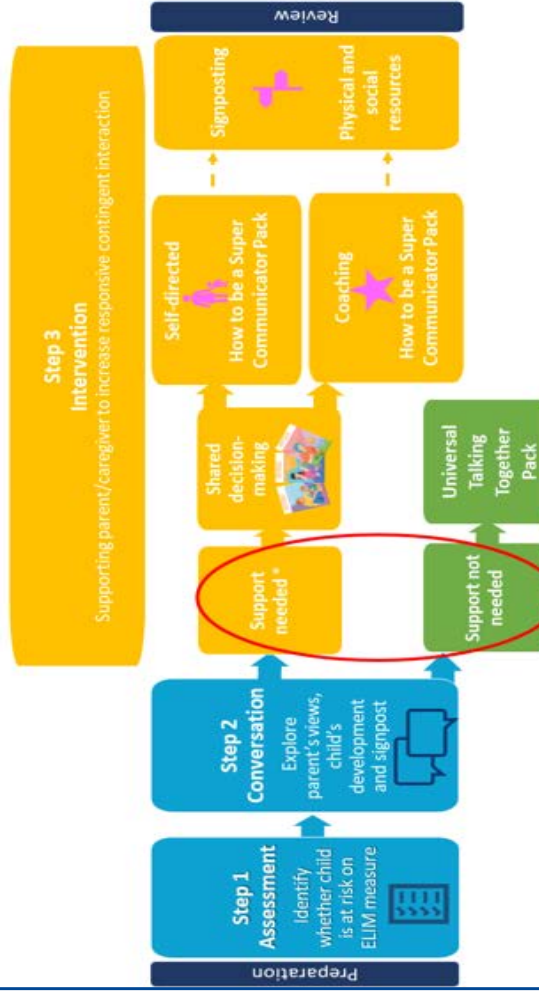 Preparation
Step 1
Assessment
Identify
whether child
is at risk on
ELIM measure
Step 2
Conversation
Explore
parent's views,
child's
development
and signpost
Step 3
Intervention
Supporting parent/caregiver to increase responsive contingent interaction
Support
needed*
Shared
decision-
making
Self-directed
How to be a Super
Communicator Pack
Coaching
How to be a Super
Communicator Pack
Signposting
Physical and
social
resources
Support not
needed
Universal
Talking
Together
Pack
Review